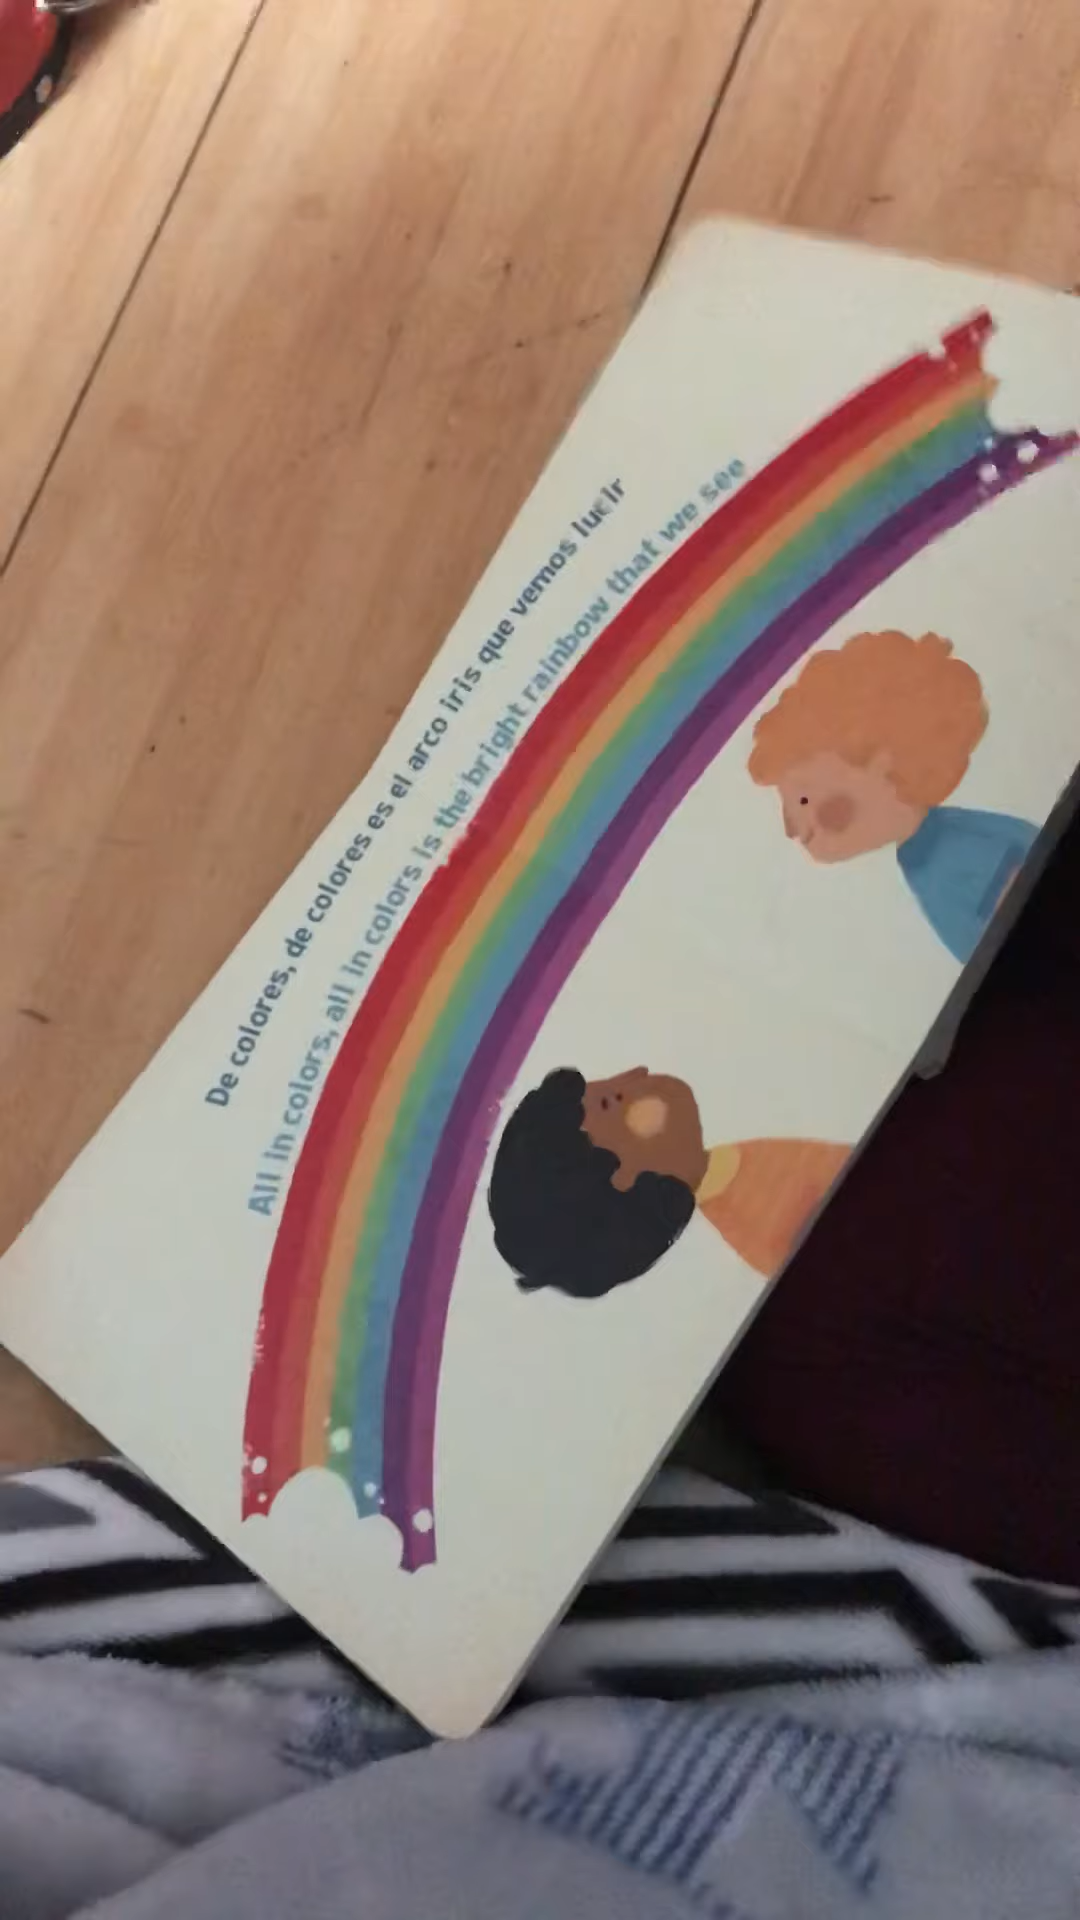 De colores, de colores es el arco iris que vemos lucir
All in colors, all in colors is the bright rainbow that we see